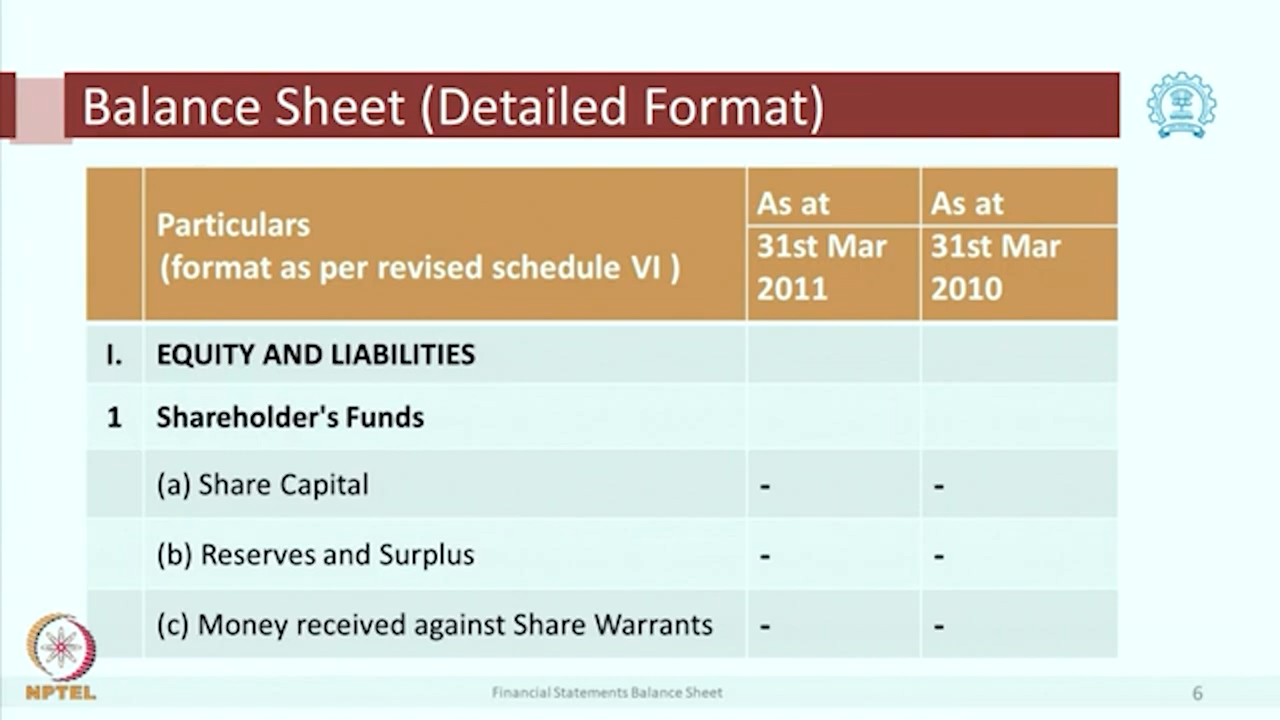 Balance Sheet (Detailed Format)
Particulars
(format as per revised schedule VI )
As at
31st Mar
2011
As at
31st Mar
2010
I. EQUITY AND LIABILITIES
1 Shareholder's Funds
(a) Share Capital - -
(b) Reserves and Surplus - -
(c) Money received against Share Warrants - -
NPTEL
Financial Statements Balance Sheet
6